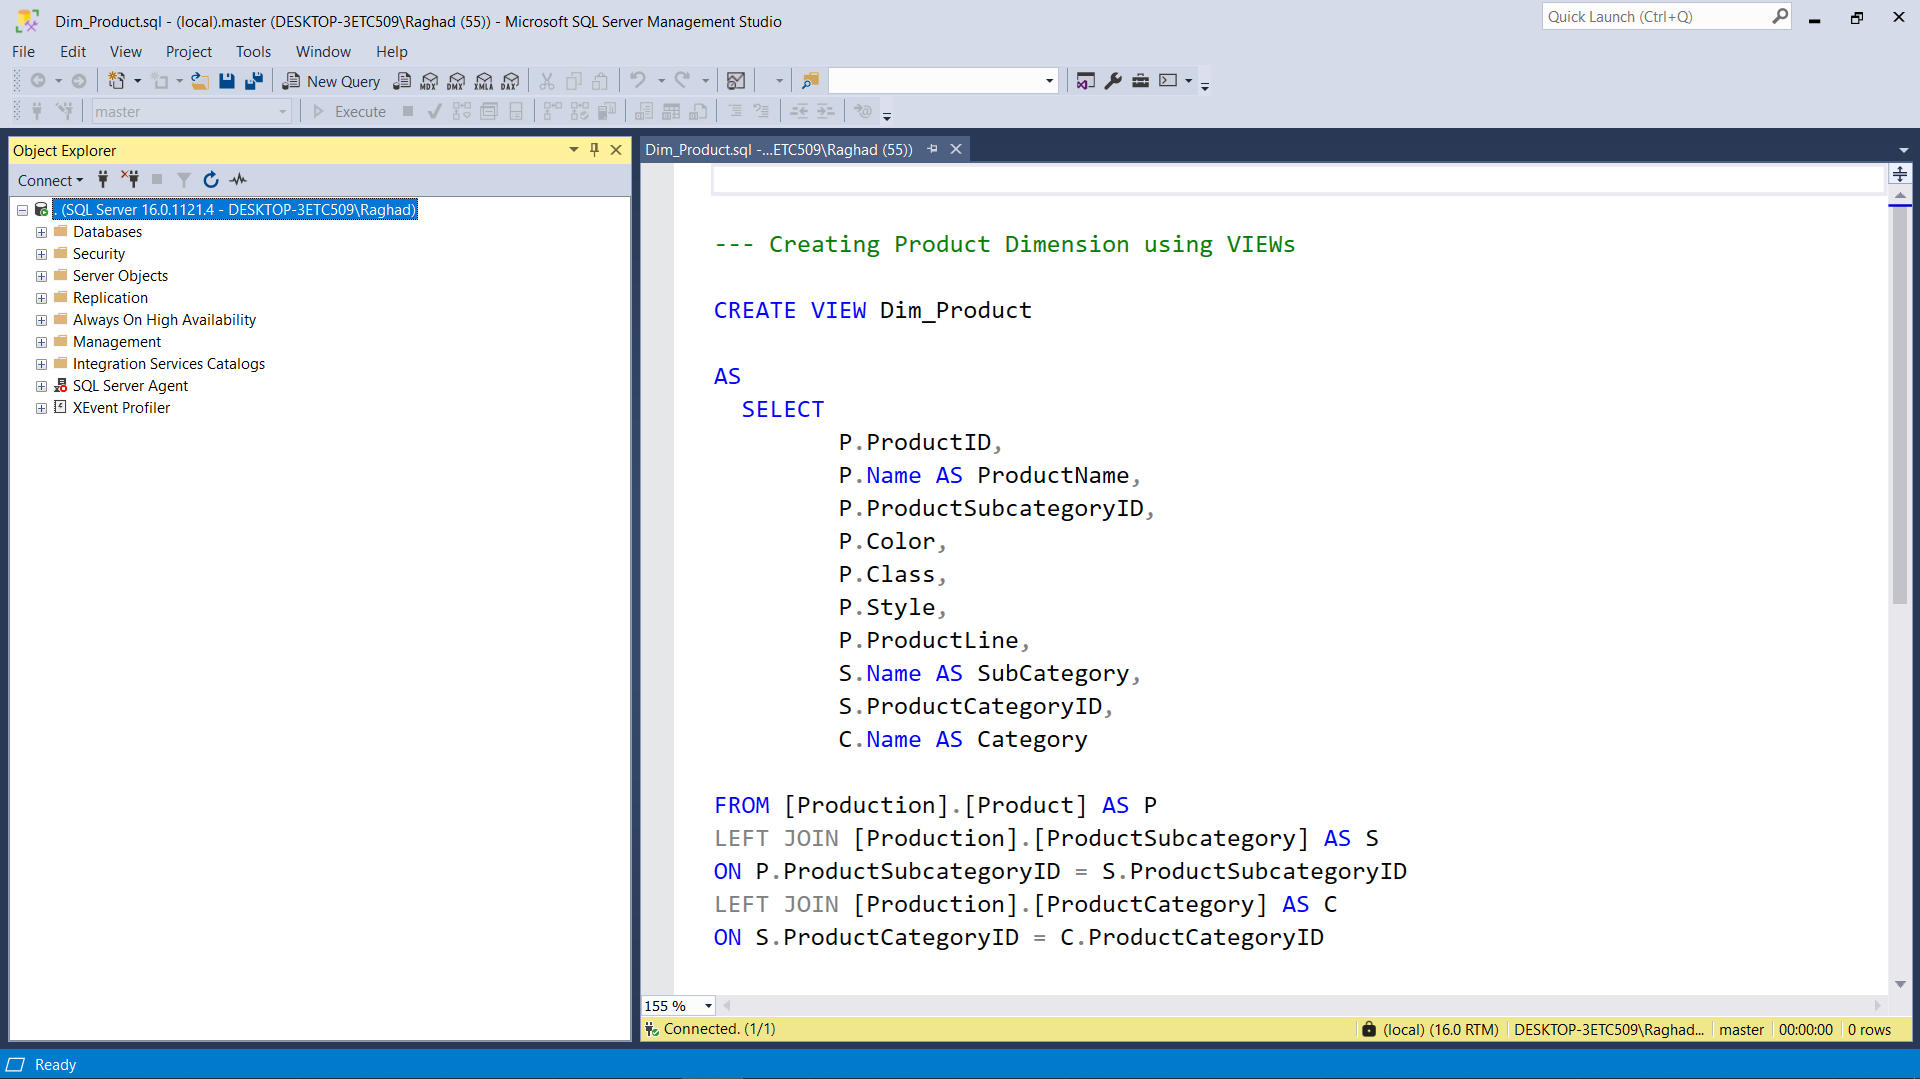 Dim_Product.sql - (local).master (DESKTOP-3ETC509\Raghad (55)) - Microsoft SQL Server Management Studio
Quick Launch (Ctrl+Q)
File Edit View Project Tools Window Help
New Query MDX DMX XMLA DAX
master Execute
Object Explorer
Connect
. (SQL Server 16.0.1121.4 - DESKTOP-3ETC509\Raghad)
Databases
Security
Server Objects
Replication
Always On High Availability
Management
Integration Services Catalogs
SQL Server Agent
XEvent Profiler
Dim_Product.sql -...ETC509\Raghad (55))
--- Creating Product Dimension using VIEWs
CREATE VIEW Dim_Product
AS
SELECT
P.ProductID,
P.Name AS ProductName,
P.ProductSubcategoryID,
P.Color,
P.Class,
P.Style,
P.ProductLine,
S.Name AS SubCategory,
S.ProductCategoryID,
C.Name AS Category
FROM [Production].[Product] AS P
LEFT JOIN [Production].[ProductSubcategory] AS S
ON P.ProductSubcategoryID = S.ProductSubcategoryID
LEFT JOIN [Production].[ProductCategory] AS C
ON S.ProductCategoryID = C.ProductCategoryID
155 %
Connected. (1/1)
(local) (16.0 RTM) DESKTOP-3ETC509\Raghad... master 00:00:00 0 rows
Ready